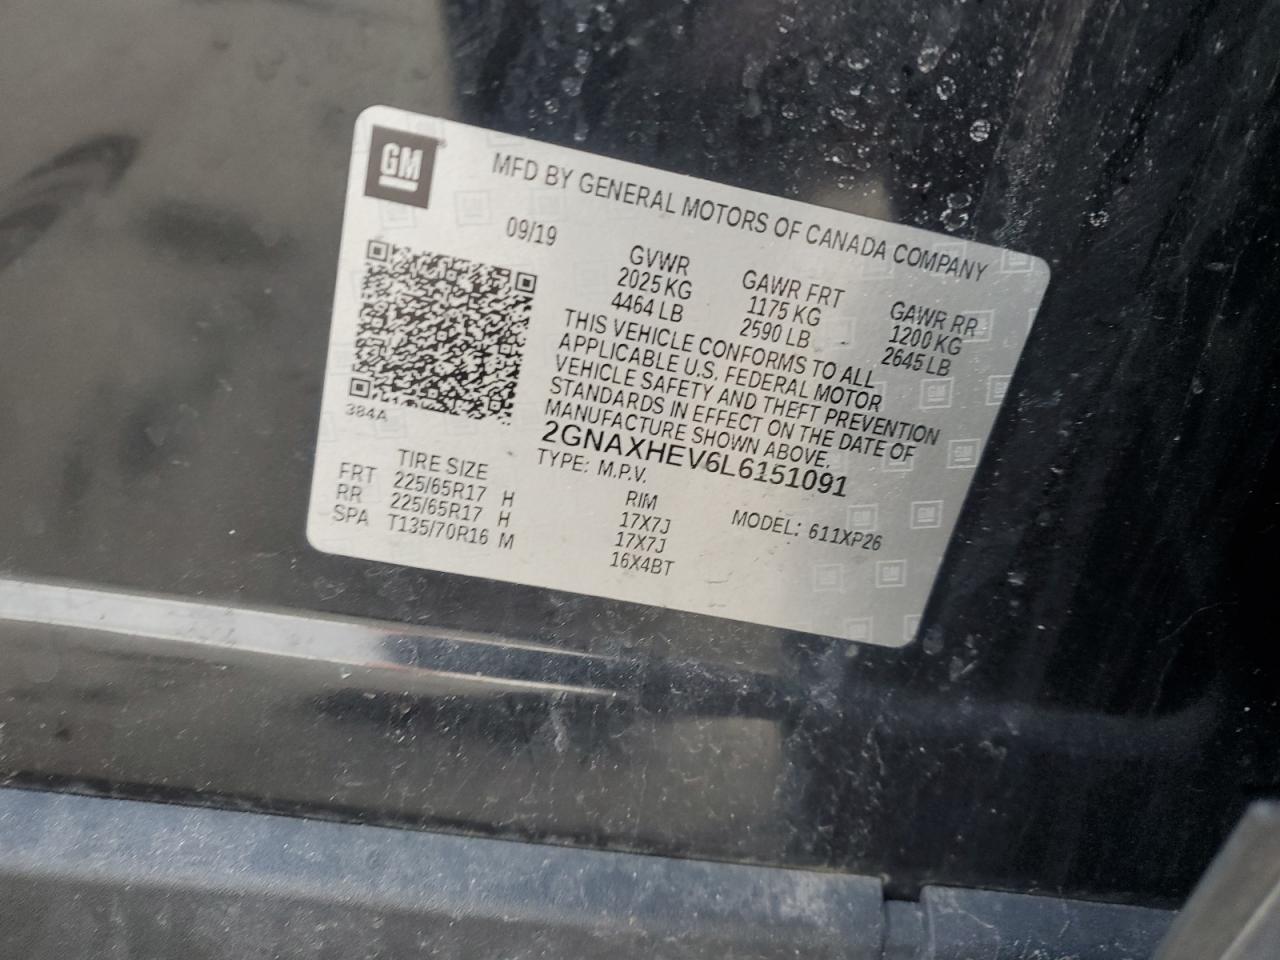 GM
MFD BY GENERAL MOTORS OF CANADA COMPANY
09/19
GVWR GAWR FRT GAWR RR
2025 KG 1175 KG 1200 KG
4464 LB 2590 LB 2645 LB
THIS VEHICLE CONFORMS TO ALL
APPLICABLE U.S. FEDERAL MOTOR
VEHICLE SAFETY AND THEFT PREVENTION
STANDARDS IN EFFECT ON THE DATE OF
MANUFACTURE SHOWN ABOVE.
2GNAXHEV6L6151091
384A
TYPE: M.P.V. MODEL: 611XP26
TIRE SIZE RIM
FRT 225/65R17 H 17X7J
RR 225/65R17 H 17X7J
SPA T135/70R16 M 16X4BT